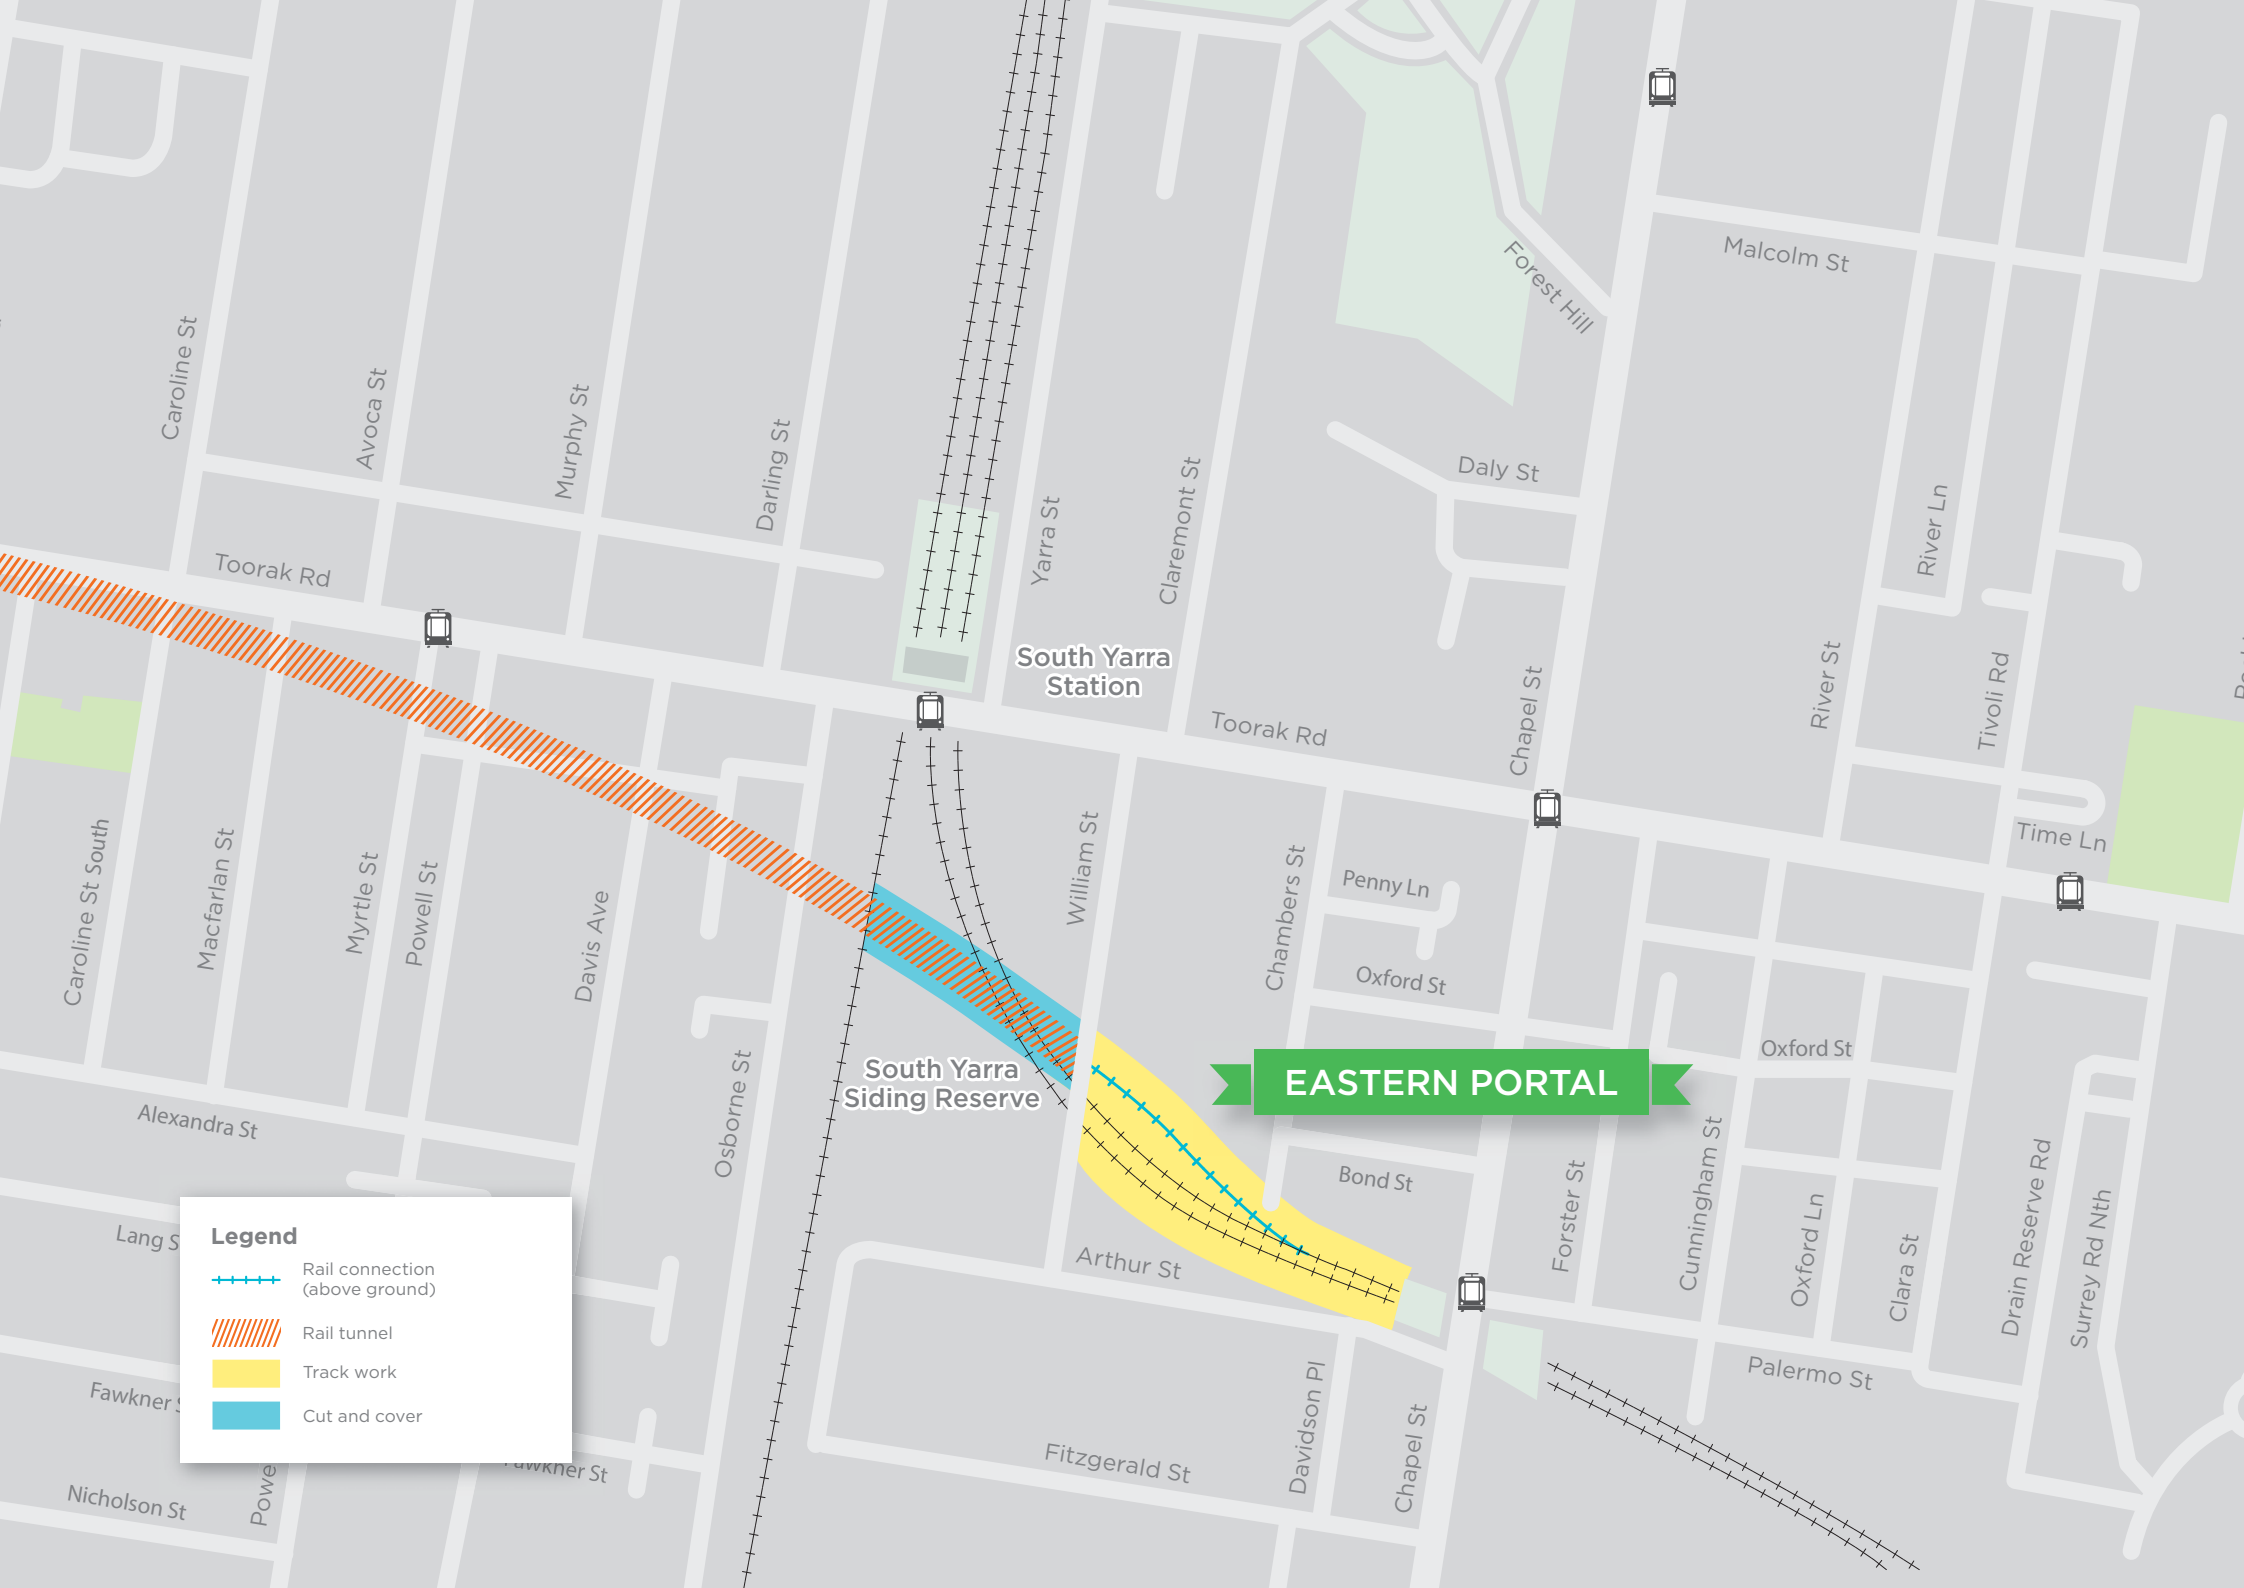 Malcolm St
Forest Hill
Caroline St
Avoca St
Murphy St
Darling St
Yarra St
Claremont St
Daly St
River Ln
Toorak Rd
South Yarra
Station
Toorak Rd
Chapel St
River St
Tivoli Rd
Time Ln
Caroline St South
Macfarlan St
Myrtle St
Powell St
Davis Ave
William St
Chambers St
Penny Ln
Oxford St
Oxford St
South Yarra
Siding Reserve
EASTERN PORTAL
Alexandra St
Osborne St
Bond St
Forster St
Cunningham St
Oxford Ln
Clara St
Drain Reserve Rd
Surrey Rd Nth
Lang S
Arthur St
Legend
Rail connection
(above ground)
Rail tunnel
Track work
Cut and cover
Palermo St
Fawkner S
Fawkner St
Davidson Pl
Chapel St
Fitzgerald St
Nicholson St
Powe